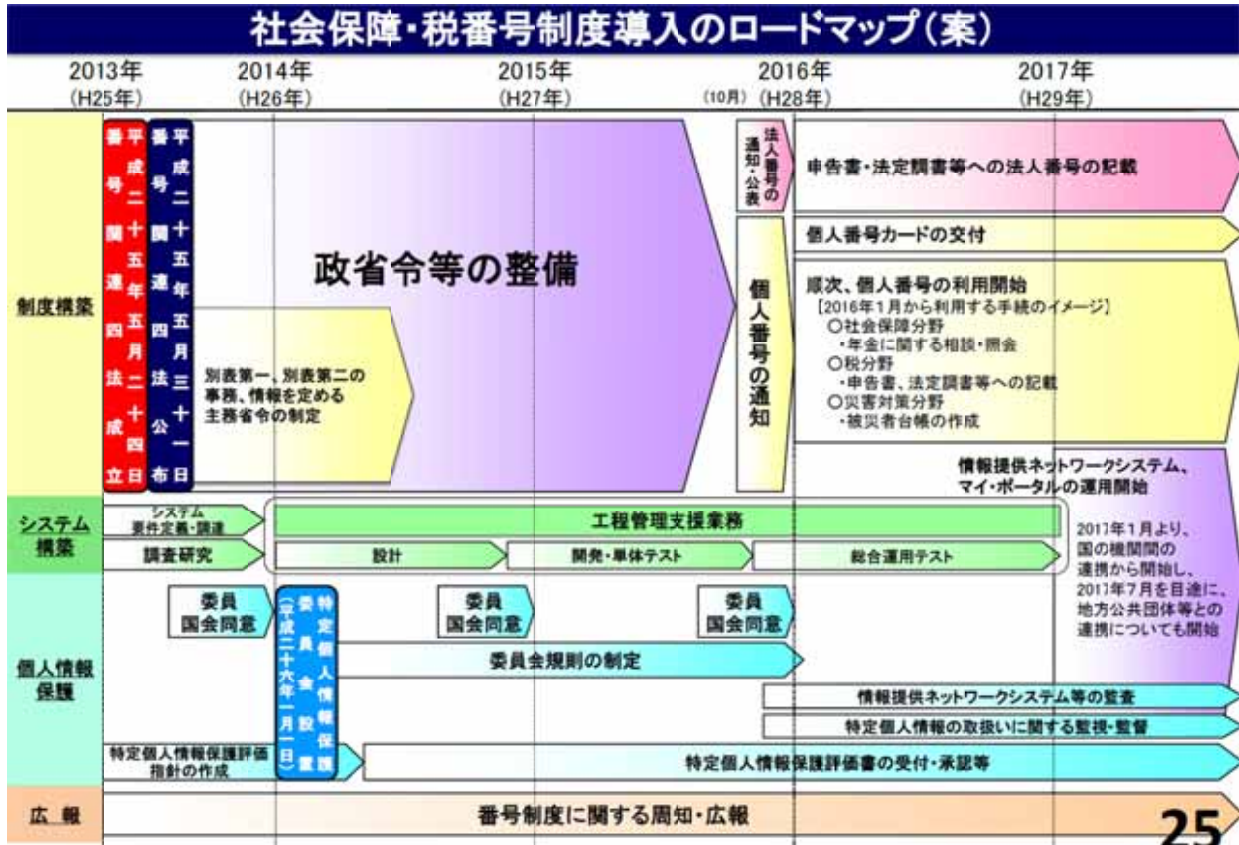 社会保障・税番号制度導入のロードマップ（案）
2013年
（H25年）
2014年
（H26年）
2015年
（H27年）
（10月）
2016年
（H28年）
2017年
（H29年）
制度構築
平成二十五年五月二十四日
番号関連四法成立
平成二十五年五月三十一日
番号関連四法公布
政省令等の整備
別表第一、別表第二の
事務、情報を定める
主務省令の制定
法人番号の
通知・公表
申告書・法定調書等への法人番号の記載
個人番号の通知
個人番号カードの交付
順次、個人番号の利用開始
【2016年1月から利用する手続のイメージ】
○社会保障分野
・年金に関する相談・照会
○税分野
・申告書、法定調書等への記載
○災害対策分野
・被災者台帳の作成
情報提供ネットワークシステム、
マイ・ポータルの運用開始
2017年1月より、
国の機関間の
連携から開始し、
2017年7月を目途に、
地方公共団体等との
連携についても開始
システム
構築
システム
要件定義・調達
工程管理支援業務
調査研究
設計
開発・単体テスト
総合運用テスト
個人情報
保護
委員
国会同意
特定個人情報保護
委員会設置
（平成二十六年一月一日）
委員
国会同意
委員
国会同意
委員会規則の制定
情報提供ネットワークシステム等の監査
特定個人情報の取扱いに関する監視・監督
特定個人情報保護評価
指針の作成
特定個人情報保護評価書の受付・承認等
広報
番号制度に関する周知・広報
25